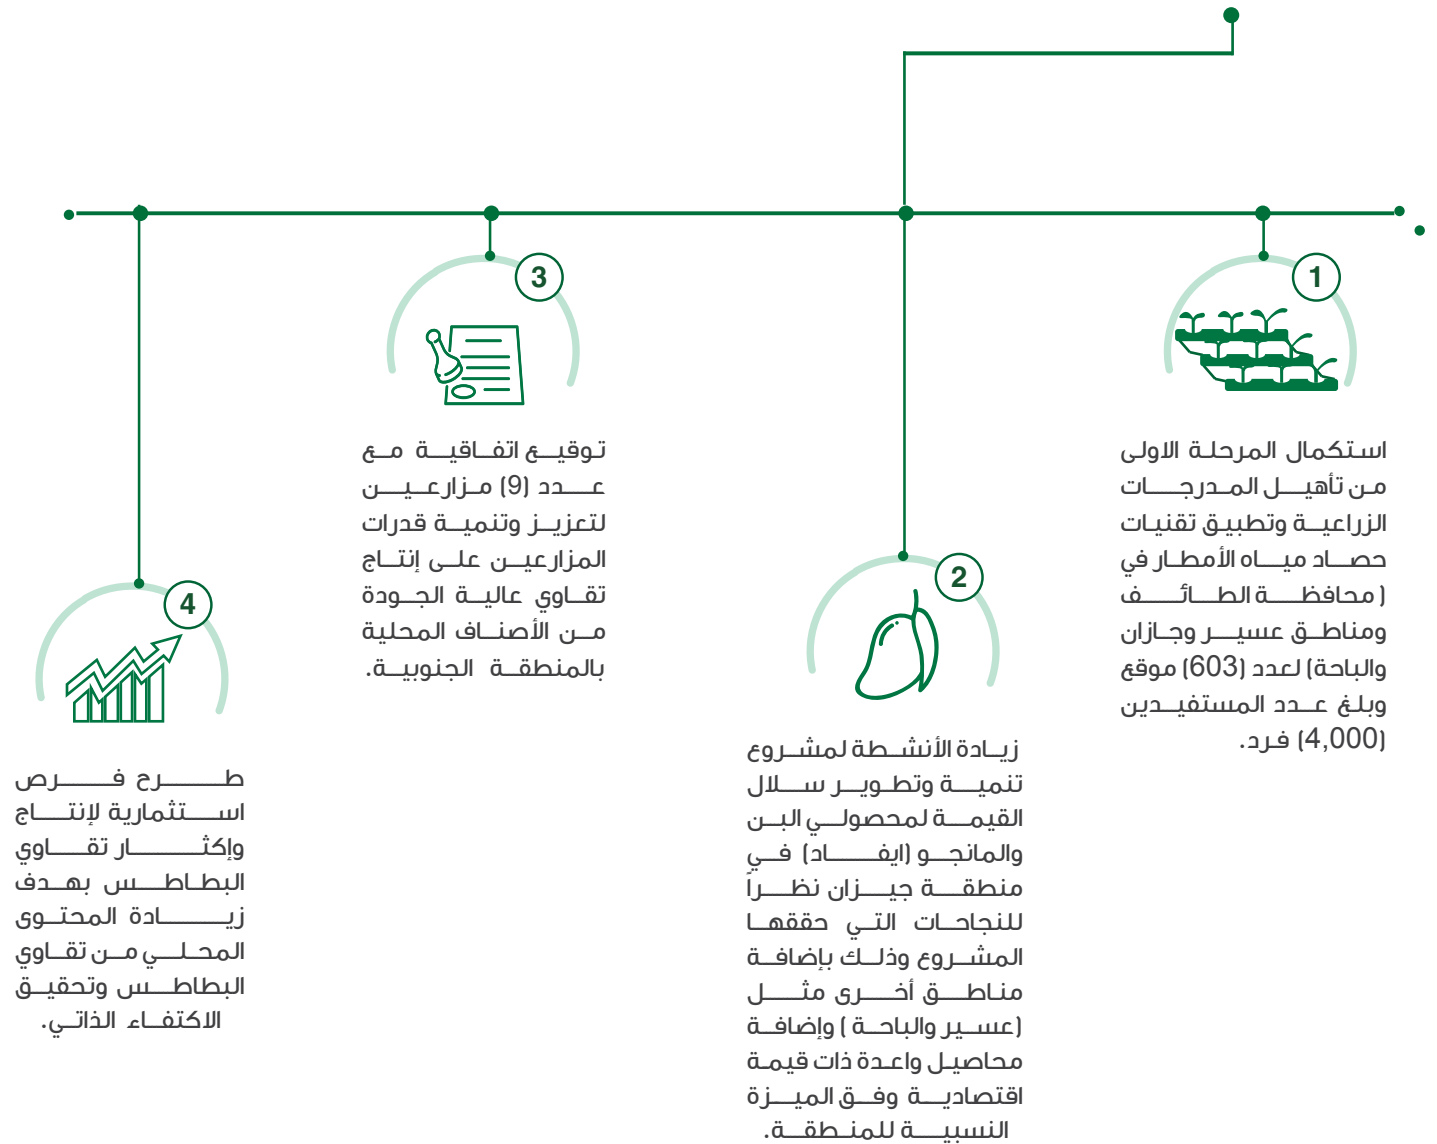 1
استكمال المرحلة الاولى
من تأهيل المدرجات
الزراعية وتطبيق تقنيات
حصاد مياه الأمطار في
( محافظة الطائف
ومناطق عسير وجازان
والباحة) لعدد (603) موقع
وبلغ عدد المستفيدين
(4,000) فرد.
2
زيادة الأنشطة لمشروع
تنمية وتطوير سلال
القيمة لمحصولي البن
والمانجو (ايفاد) في
منطقة جيزان نظراً
للنجاحات التي حققها
المشروع وذلك بإضافة
مناطق أخرى مثل
(عسير والباحة ) وإضافة
محاصيل واعدة ذات قيمة
اقتصادية وفق الميزة
النسبية للمنطقة.
3
توقيع اتفاقية مع
عدد (9) مزارعين
لتعزيز وتنمية قدرات
المزارعين على إنتاج
تقاوي عالية الجودة
من الأصناف المحلية
بالمنطقة الجنوبية.
4
طرح فرص
استثمارية لإنتاج
وإكثار تقاوي
البطاطس بهدف
زيادة المحتوى
المحلي من تقاوي
البطاطس وتحقيق
الاكتفاء الذاتي.